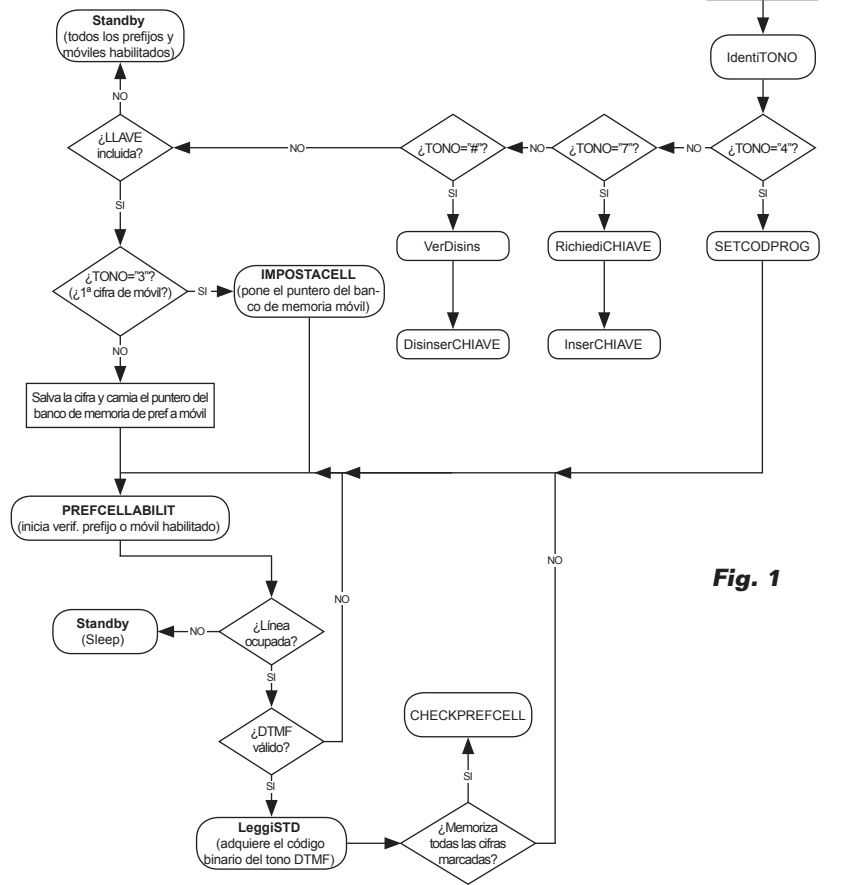 Standby
(todos los prefijos y
móviles habilitados)
IdentiTONO
NO
¿LLAVE
incluida?
NO
¿TONO="#"?
NO
¿TONO="7"?
NO
¿TONO="4"?
SI
SI
SI
SI
VerDisins
RichiediCHIAVE
SETCODPROG
¿TONO="3"?
(¿1ª cifra de móvil?)
SI
IMPOSTACELL
(pone el puntero del ban-
co de memoria móvil)
DisinserCHIAVE
InserCHIAVE
NO
Salva la cifra y camia el puntero del
banco de memoria de pref a móvil
PREFCELLABILIT
(inicia verif. prefijo o móvil habilitado)
NO
Fig. 1
NO
Standby
(Sleep)
NO
¿Línea
ocupada?
SI
CHECKPREFCELL
¿DTMF
válido?
SI
SI
LeggiSTD
(adquiere el código
binario del tono DTMF)
¿Memoriza
todas las cifras
marcadas?